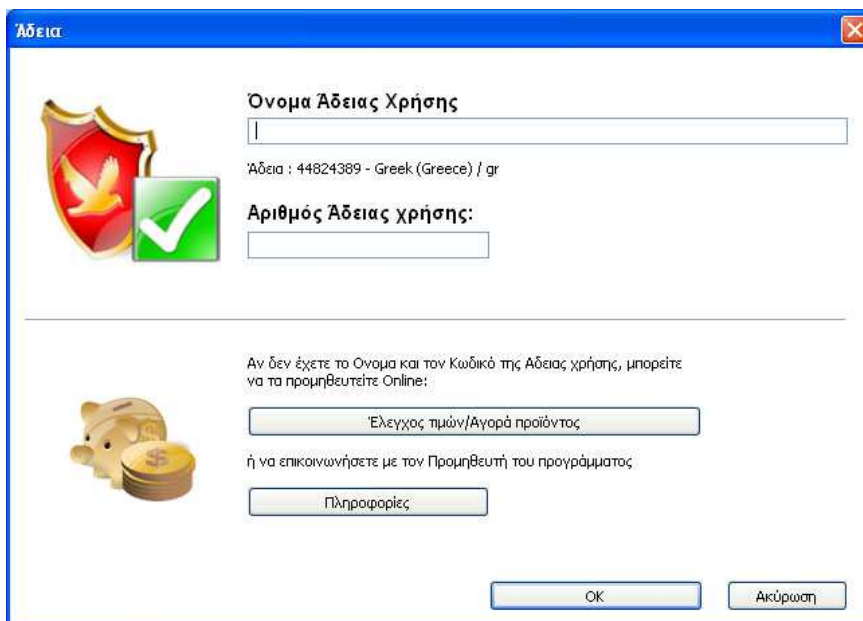 Άδεια
Όνομα Άδειας Χρήσης
Άδεια : 44824389 - Greek (Greece) / gr
Αριθμός Άδειας χρήσης:
Αν δεν έχετε το Ονομα και τον Κωδικό της Αδειας χρήσης, μπορείτε
να τα προμηθευτείτε Online:
Έλεγχος τιμών/Αγορά προϊόντος
ή να επικοινωνήσετε με τον Προμηθευτή του προγράμματος
Πληροφορίες
OK
Ακύρωση